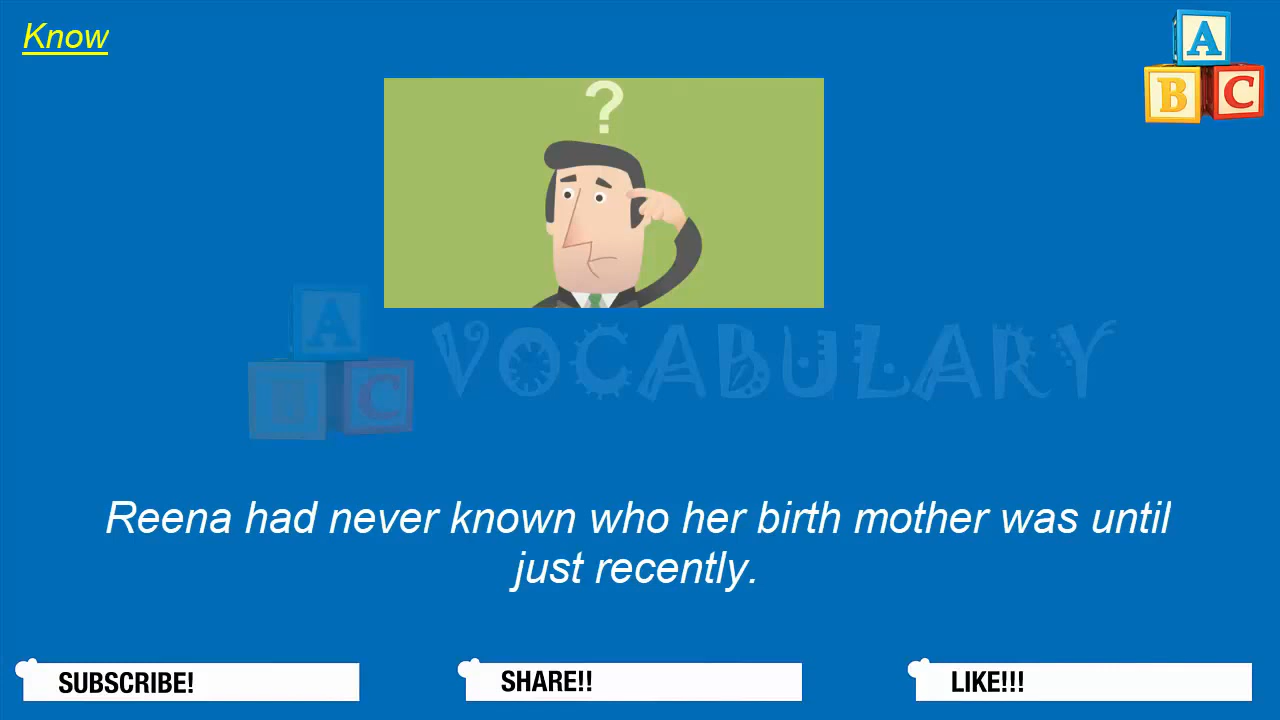 Know
A
B C
?
A
B C
VOCABULARY
Reena had never known who her birth mother was until
just recently.
SUBSCRIBE!
SHARE!!
LIKE!!!